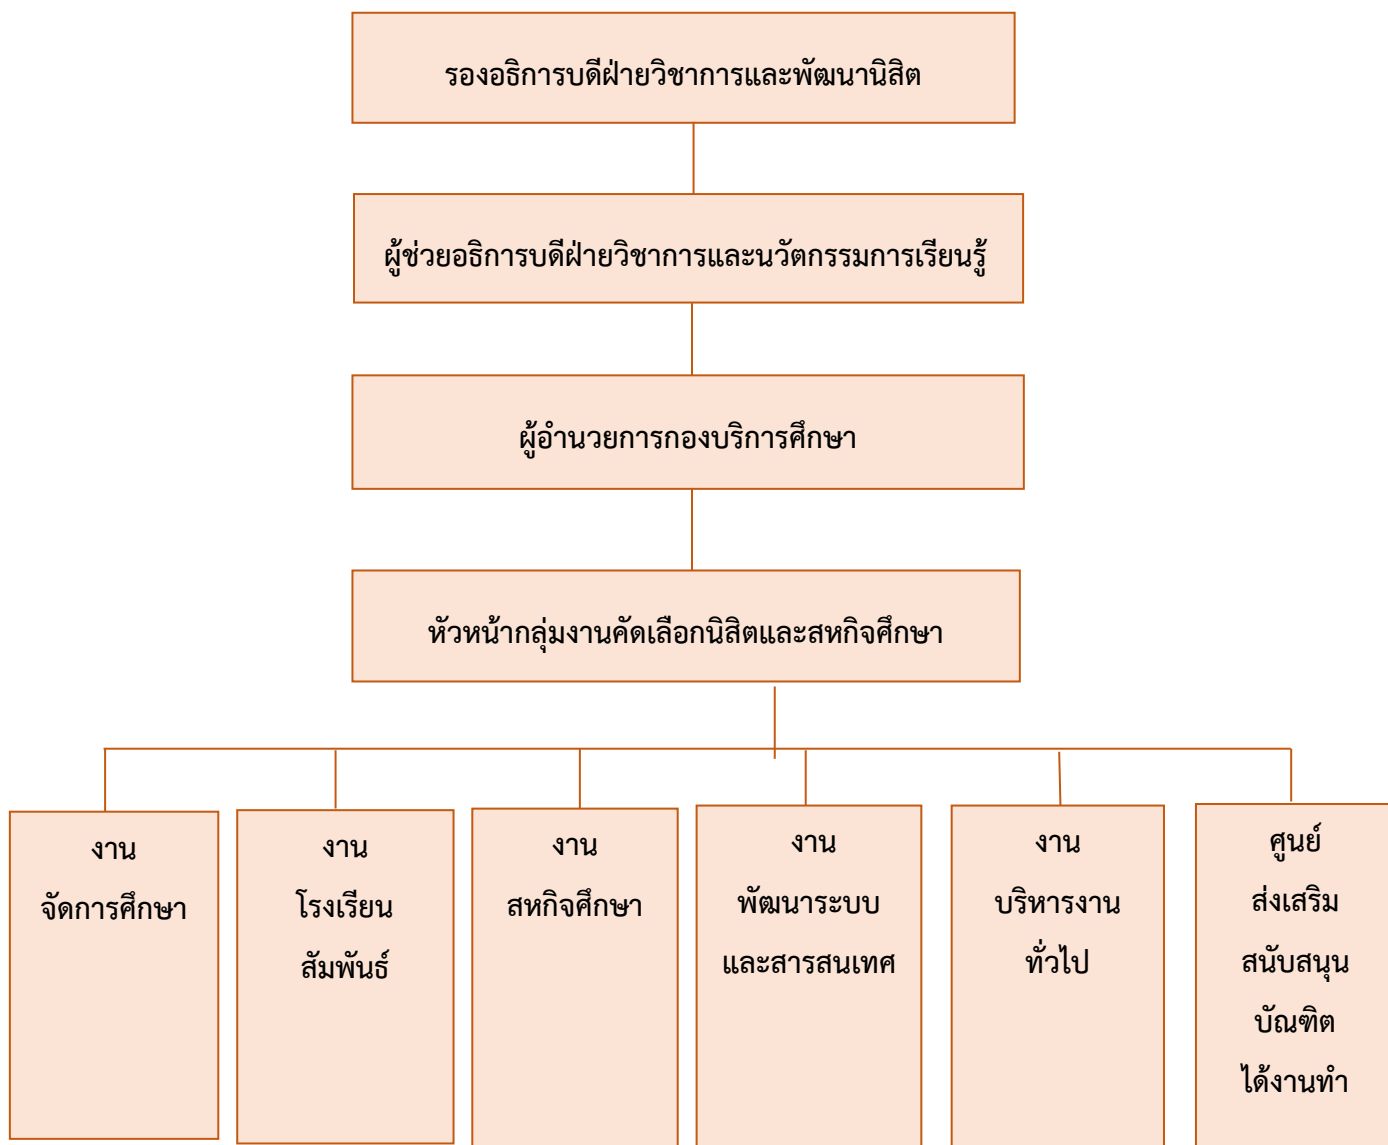 รองอธิการบดีฝ่ายวิชาการและพัฒนานิสิต
ผู้ช่วยอธิการบดีฝ่ายวิชาการและนวัตกรรมการเรียนรู้
ผู้อำนวยการกองบริการศึกษา
หัวหน้ากลุ่มงานคัดเลือกนิสิตและสหกิจศึกษา
งาน
จัดการศึกษา
งาน
โรงเรียน
สัมพันธ์
งาน
สหกิจศึกษา
งาน
พัฒนาระบบ
และสารสนเทศ
งาน
บริหารงาน
ทั่วไป
ศูนย์
ส่งเสริม
สนับสนุน
บัณฑิต
ได้งานทำ